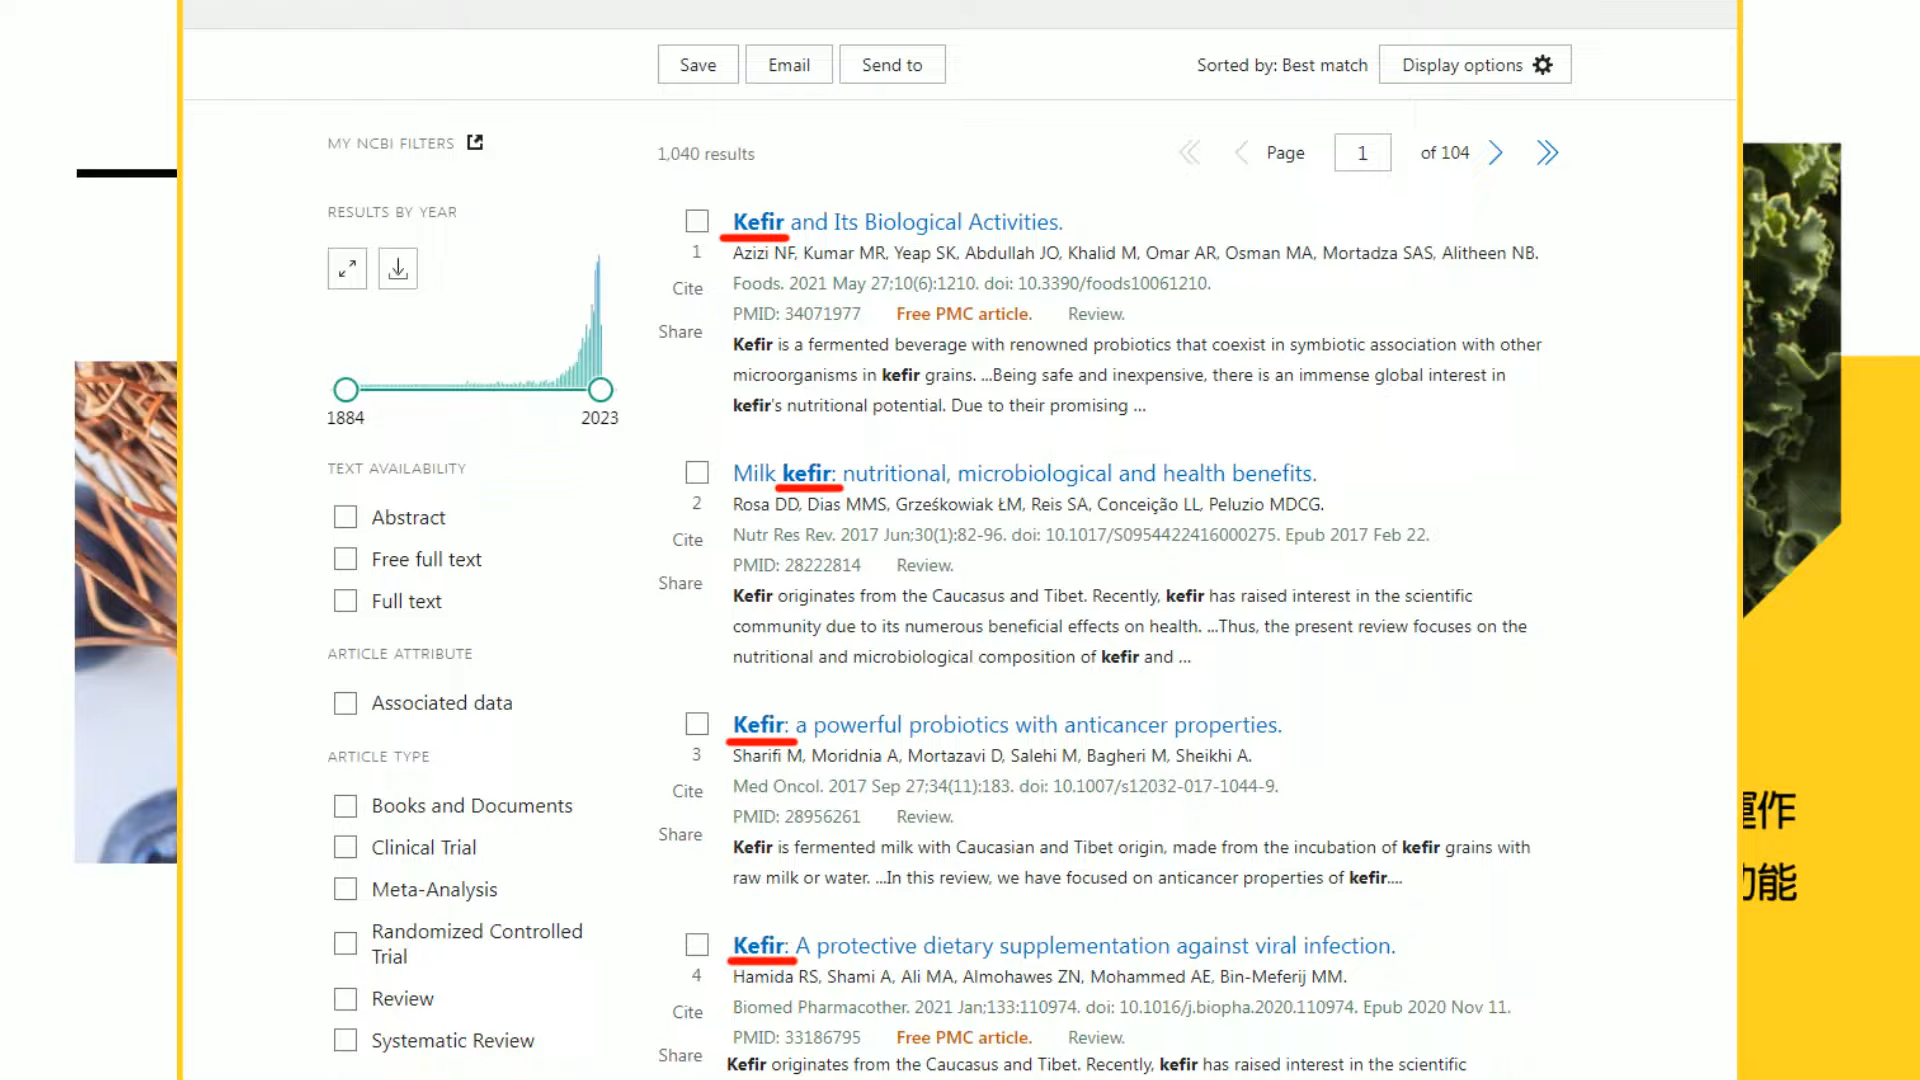 Save
Email
Send to
Sorted by: Best match
Display options
MY NCBI FILTERS
1,040 results
Page
1
of 104
RESULTS BY YEAR
1884
2023
TEXT AVAILABILITY
Abstract
Free full text
Full text
ARTICLE ATTRIBUTE
Associated data
ARTICLE TYPE
Books and Documents
Clinical Trial
Meta-Analysis
Randomized Controlled
Trial
Review
Systematic Review
Kefir and Its Biological Activities.
1
Azizi NF, Kumar MR, Yeap SK, Abdullah JO, Khalid M, Omar AR, Osman MA, Mortadza SAS, Alitheen NB.
Cite
Foods. 2021 May 27;10(6):1210. doi: 10.3390/foods10061210.
PMID: 34071977 Free PMC article. Review.
Share
Kefir is a fermented beverage with renowned probiotics that coexist in symbiotic association with other
microorganisms in kefir grains. ...Being safe and inexpensive, there is an immense global interest in
kefir's nutritional potential. Due to their promising ...
Milk kefir: nutritional, microbiological and health benefits.
2
Rosa DD, Dias MMS, Grześkowiak ŁM, Reis SA, Conceição LL, Peluzio MDCG.
Cite
Nutr Res Rev. 2017 Jun;30(1):82-96. doi: 10.1017/S0954422416000275. Epub 2017 Feb 22.
PMID: 28222814 Review.
Share
Kefir originates from the Caucasus and Tibet. Recently, kefir has raised interest in the scientific
community due to its numerous beneficial effects on health. ...Thus, the present review focuses on the
nutritional and microbiological composition of kefir and ...
Kefir: a powerful probiotics with anticancer properties.
3
Sharifi M, Moridnia A, Mortazavi D, Salehi M, Bagheri M, Sheikhi A.
Cite
Med Oncol. 2017 Sep 27;34(11):183. doi: 10.1007/s12032-017-1044-9.
PMID: 28956261 Review.
Share
Kefir is fermented milk with Caucasian and Tibet origin, made from the incubation of kefir grains with
raw milk or water. ...In this review, we have focused on anticancer properties of kefir....
Kefir: A protective dietary supplementation against viral infection.
4
Hamida RS, Shami A, Ali MA, Almohawes ZN, Mohammed AE, Bin-Meferij MM.
Cite
Biomed Pharmacother. 2021 Jan;133:110974. doi: 10.1016/j.biopha.2020.110974. Epub 2020 Nov 11.
PMID: 33186795 Free PMC article. Review.
Share
Kefir originates from the Caucasus and Tibet. Recently, kefir has raised interest in the scientific
作
能